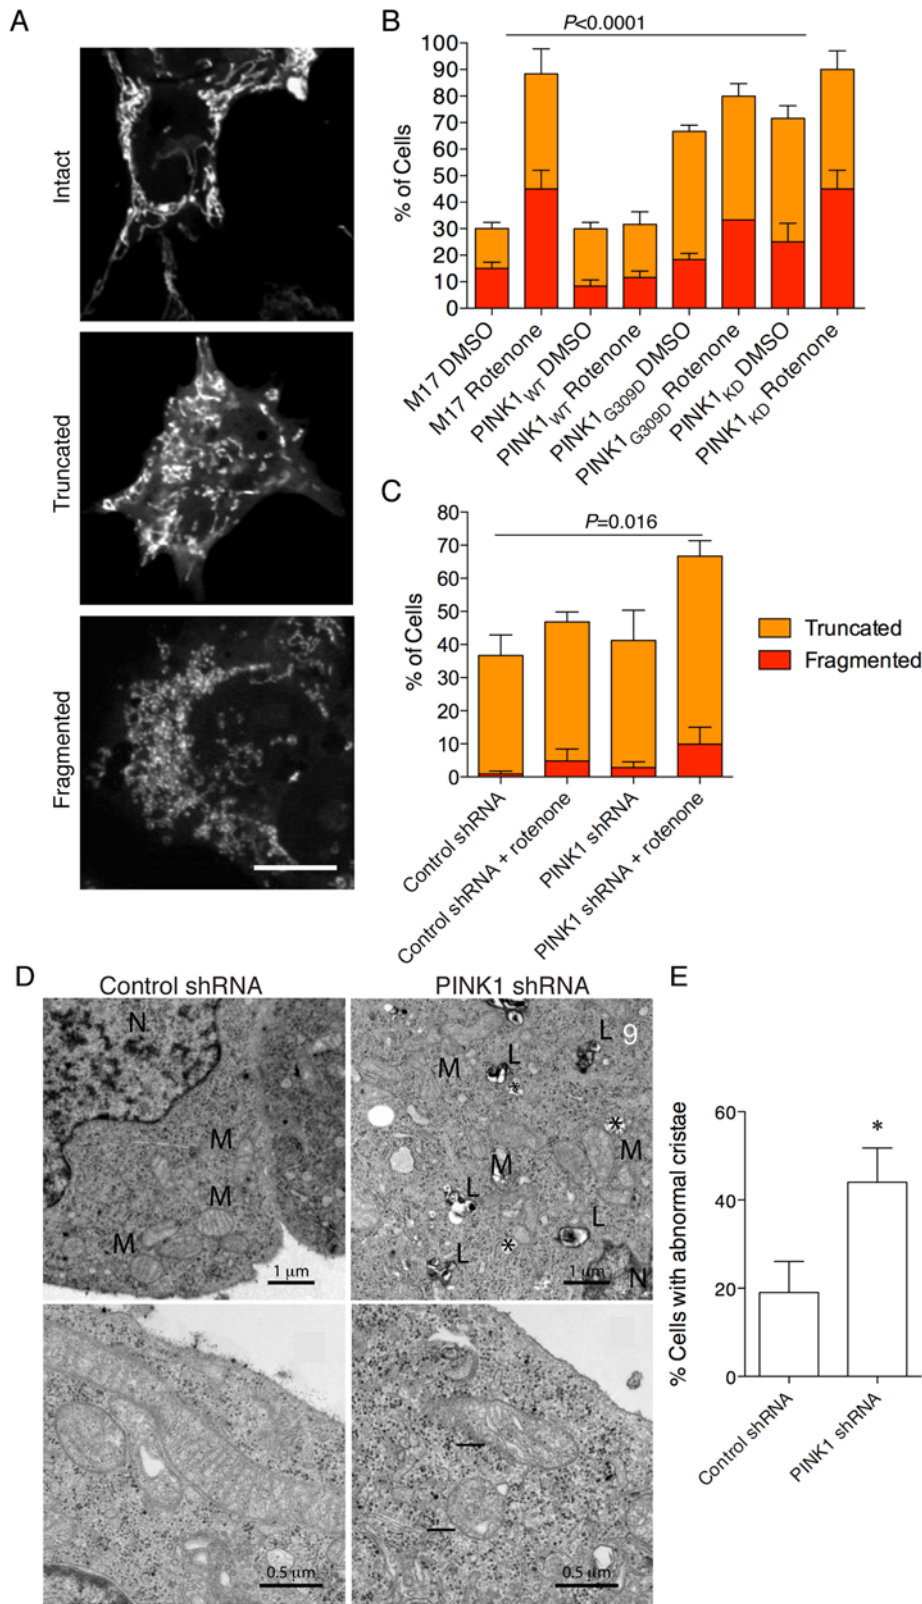 A
Intact
Truncated
Fragmented
B
P<0.0001
% of Cells
100
90
80
70
60
50
40
30
20
10
0
M17 DMSO
M17 Rotenone
PINK1WT DMSO
PINK1WT Rotenone
PINK1G309D DMSO
PINK1G309D Rotenone
PINK1KD DMSO
PINK1KD Rotenone
C
P=0.016
% of Cells
80
70
60
50
40
30
20
10
0
Control shRNA
Control shRNA + rotenone
PINK1 shRNA
PINK1 shRNA + rotenone
Truncated
Fragmented
D
Control shRNA
N
M
M
M
1 µm
PINK1 shRNA
9
L
L
M
*
*
M
M
L
L
*
L
1 µm
N
0.5 µm
0.5 µm
E
% Cells with abnormal cristae
60
40
20
0
*
Control shRNA
PINK1 shRNA